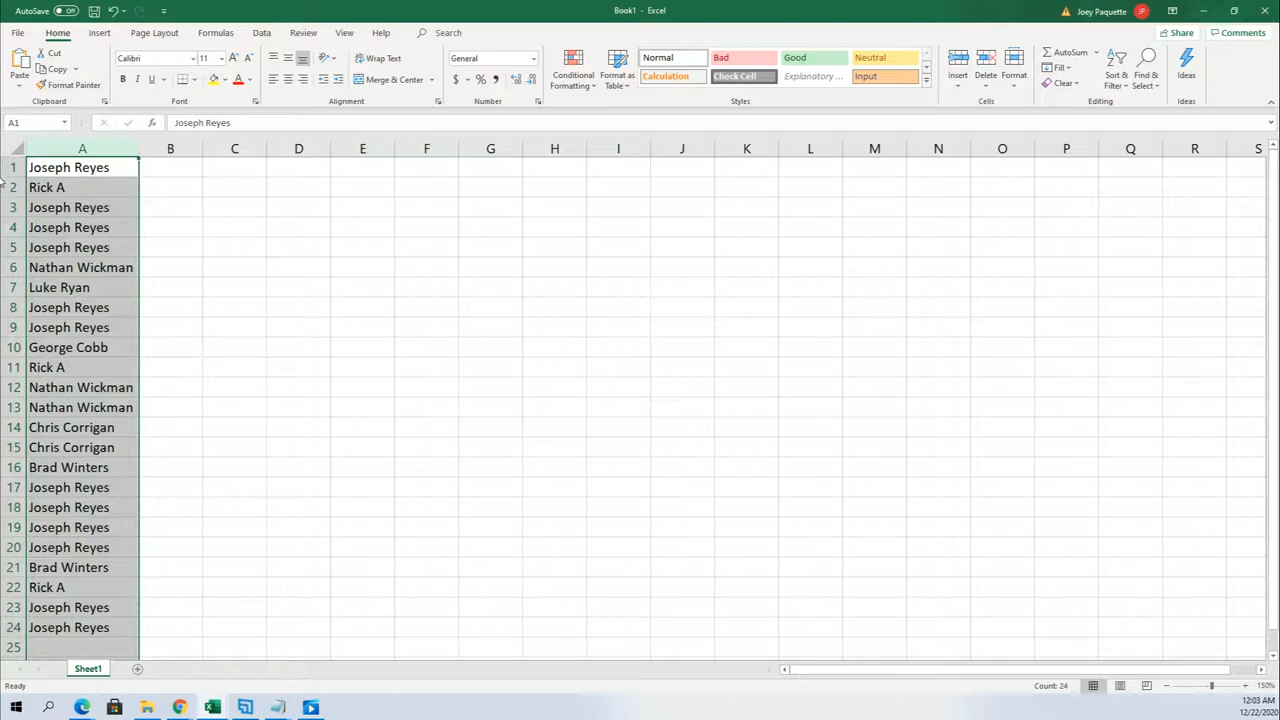 AutoSave Off
Book1 - Excel
Joey Paquette JP
File Home Insert Page Layout Formulas Data Review View Help Search
Share Comments
Paste
Cut
Copy
Format Painter
Clipboard
Calibri 11
B I U
Font
Wrap Text
Merge & Center
Alignment
General
$ % ,
Number
Conditional Formatting
Format as Table
Normal Bad Good Neutral
Calculation Check Cell Explanatory ... Input
Styles
Insert Delete Format
Cells
AutoSum
Fill
Clear
Sort & Filter
Find & Select
Editing
Ideas
Ideas
A1 fx Joseph Reyes
A B C D E F G H I J K L M N O P Q R S
1 Joseph Reyes
2 Rick A
3 Joseph Reyes
4 Joseph Reyes
5 Joseph Reyes
6 Nathan Wickman
7 Luke Ryan
8 Joseph Reyes
9 Joseph Reyes
10 George Cobb
11 Rick A
12 Nathan Wickman
13 Nathan Wickman
14 Chris Corrigan
15 Chris Corrigan
16 Brad Winters
17 Joseph Reyes
18 Joseph Reyes
19 Joseph Reyes
20 Joseph Reyes
21 Brad Winters
22 Rick A
23 Joseph Reyes
24 Joseph Reyes
25
Sheet1
Ready
Count: 24
150%
12:03 AM
12/22/2020